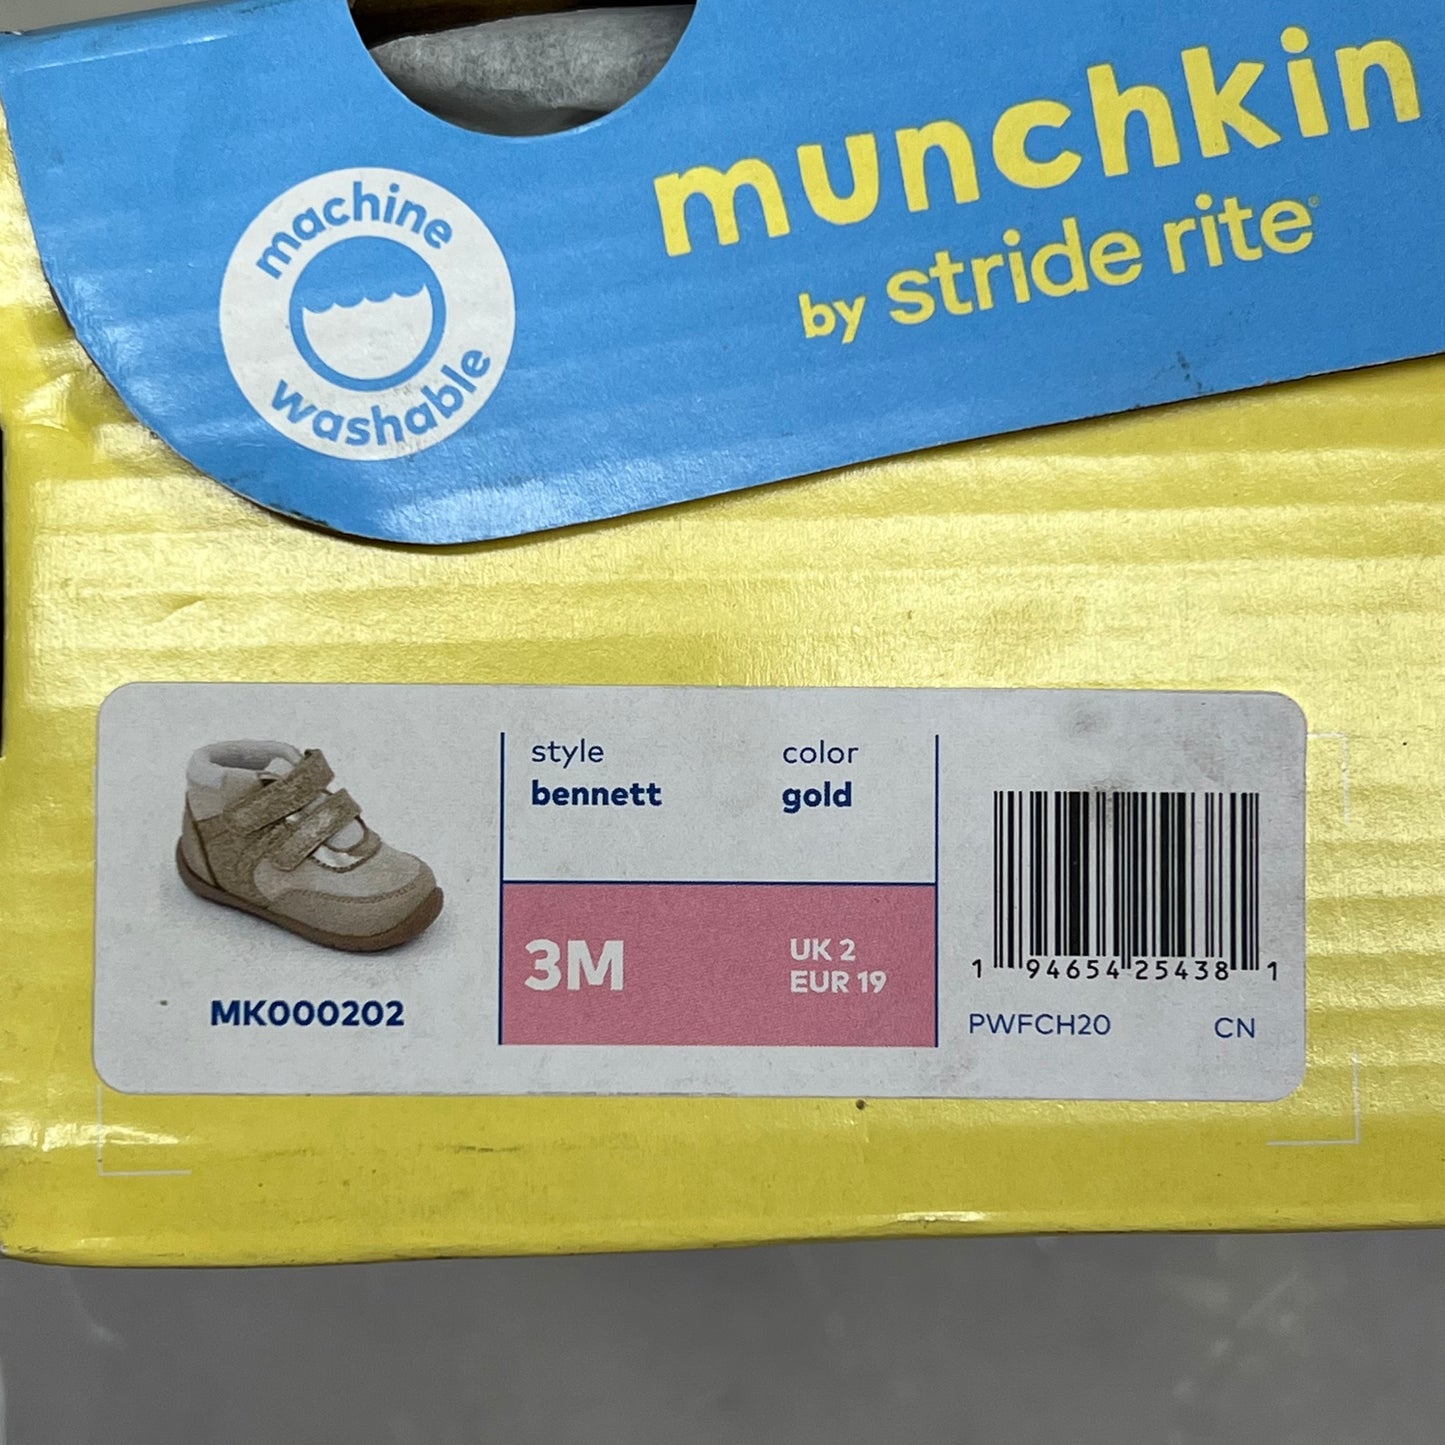 munchkin
by stride rite®
machine
washable
style
bennett
color
gold
3M
UK 2
EUR 19
MK000202
1 94654 25438 1
PWFCH20
CN